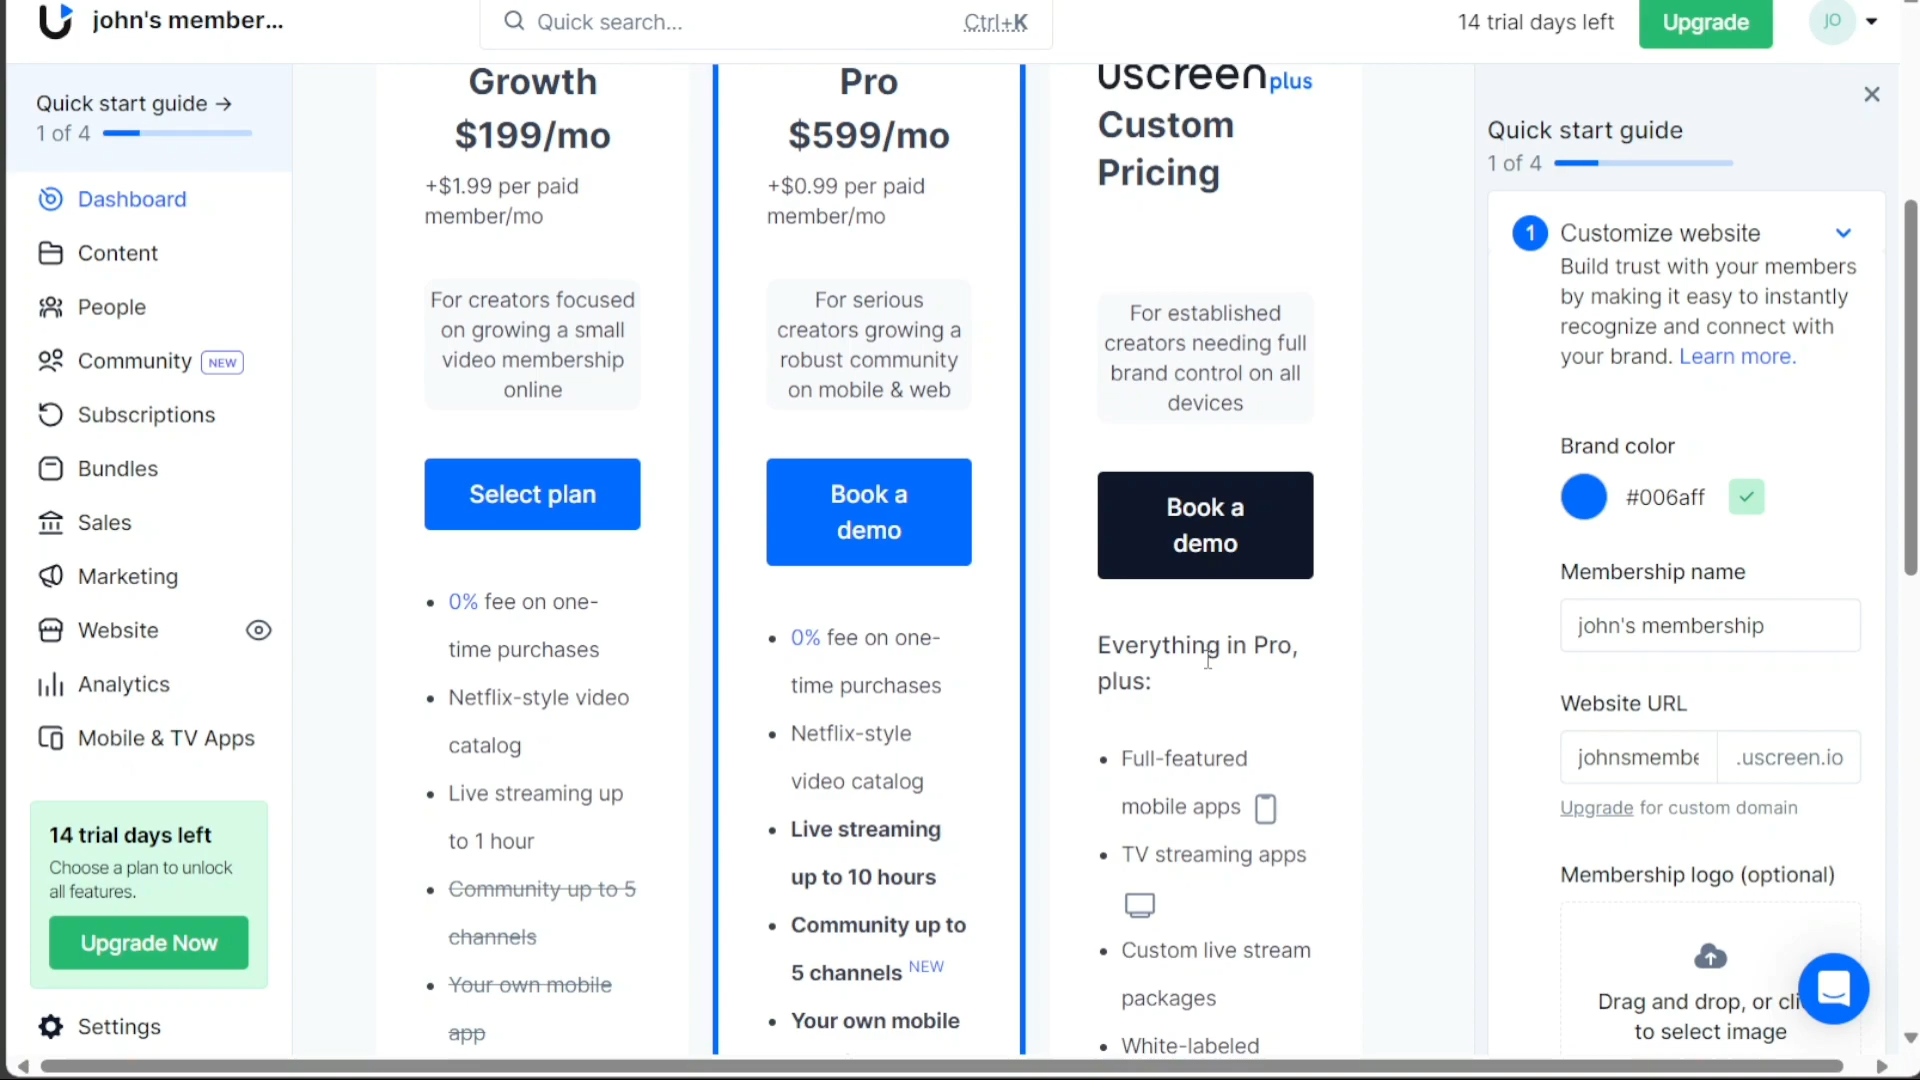 john's member...
Quick search...
Ctrl+K
14 trial days left
Upgrade
JO
Quick start guide →
1 of 4
Dashboard
Content
People
Community NEW
Subscriptions
Bundles
Sales
Marketing
Website
Analytics
Mobile & TV Apps
14 trial days left
Choose a plan to unlock
all features.
Upgrade Now
Settings
Growth
$199/mo
+$1.99 per paid
member/mo
For creators focused
on growing a small
video membership
online
Select plan
• 0% fee on one-
time purchases
• Netflix-style video
catalog
• Live streaming up
to 1 hour
• Community up to 5
channels
• Your own mobile
app
Pro
$599/mo
+$0.99 per paid
member/mo
For serious
creators growing a
robust community
on mobile & web
Book a
demo
• 0% fee on one-
time purchases
• Netflix-style
video catalog
• Live streaming
up to 10 hours
• Community up to
5 channels NEW
• Your own mobile
uscreen plus
Custom
Pricing
For established
creators needing full
brand control on all
devices
Book a
demo
Everything in Pro,
plus:
• Full-featured
mobile apps
• TV streaming apps
• Custom live stream
packages
• White-labeled
Quick start guide
1 of 4
1 Customize website
Build trust with your members
by making it easy to instantly
recognize and connect with
your brand. Learn more.
Brand color
#006aff
Membership name
john's membership
Website URL
johnsmembe .uscreen.io
Upgrade for custom domain
Membership logo (optional)
Drag and drop, or cli
to select image